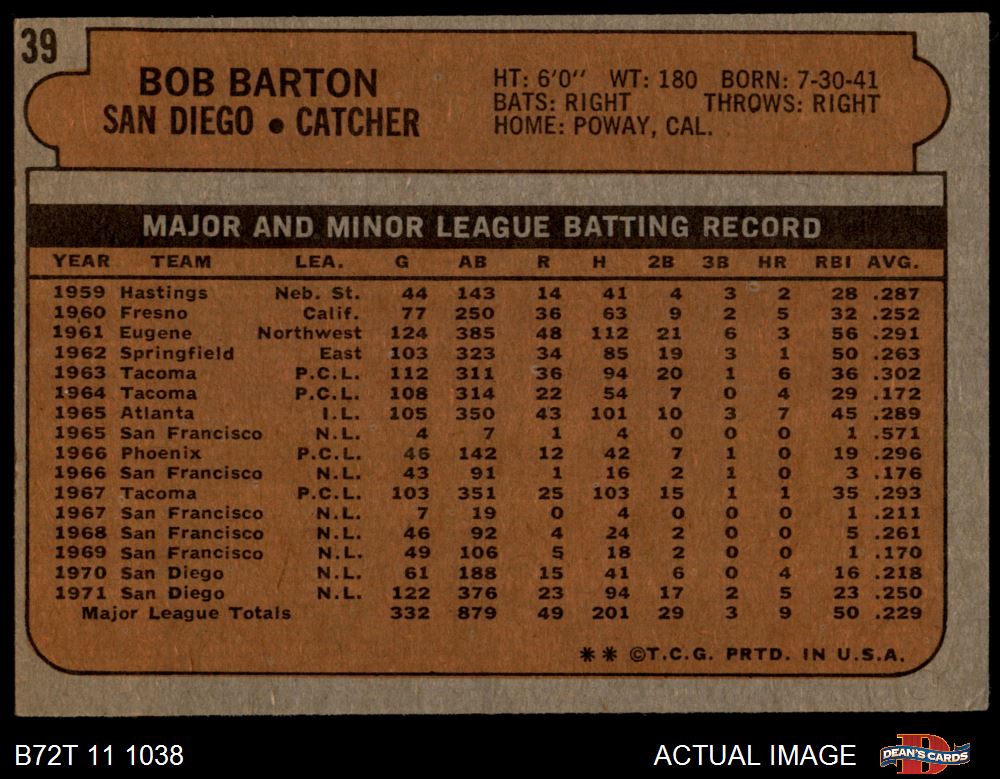 39
BOB BARTON
SAN DIEGO • CATCHER
HT: 6'0" WT: 180 BORN: 7-30-41
BATS: RIGHT THROWS: RIGHT
HOME: POWAY, CAL.
MAJOR AND MINOR LEAGUE BATTING RECORD
YEAR TEAM LEA. G AB R H 2B 3B HR RBI AVG.
1959 Hastings Neb. St. 44 143 14 41 4 3 2 28 .287
1960 Fresno Calif. 77 250 36 63 9 2 5 32 .252
1961 Eugene Northwest 124 385 48 112 21 6 3 56 .291
1962 Springfield East 103 323 34 85 19 3 1 50 .263
1963 Tacoma P.C.L. 112 311 36 94 20 1 6 36 .302
1964 Tacoma P.C.L. 108 314 22 54 7 0 4 29 .172
1965 Atlanta I.L. 105 350 43 101 10 3 7 45 .289
1965 San Francisco N.L. 4 7 1 4 0 0 0 1 .571
1966 Phoenix P.C.L. 46 142 12 42 7 1 0 19 .296
1966 San Francisco N.L. 43 91 1 16 2 1 0 3 .176
1967 Tacoma P.C.L. 103 351 25 103 15 1 1 35 .293
1967 San Francisco N.L. 7 19 0 4 0 0 0 1 .211
1968 San Francisco N.L. 46 92 4 24 2 0 0 5 .261
1969 San Francisco N.L. 49 106 5 18 2 0 0 1 .170
1970 San Diego N.L. 61 188 15 41 6 0 4 16 .218
1971 San Diego N.L. 122 376 23 94 17 2 5 23 .250
Major League Totals 332 879 49 201 29 3 9 50 .229
** ©T.C.G. PRTD. IN U.S.A.
B72T 11 1038 ACTUAL IMAGE DEAN'S CARDS